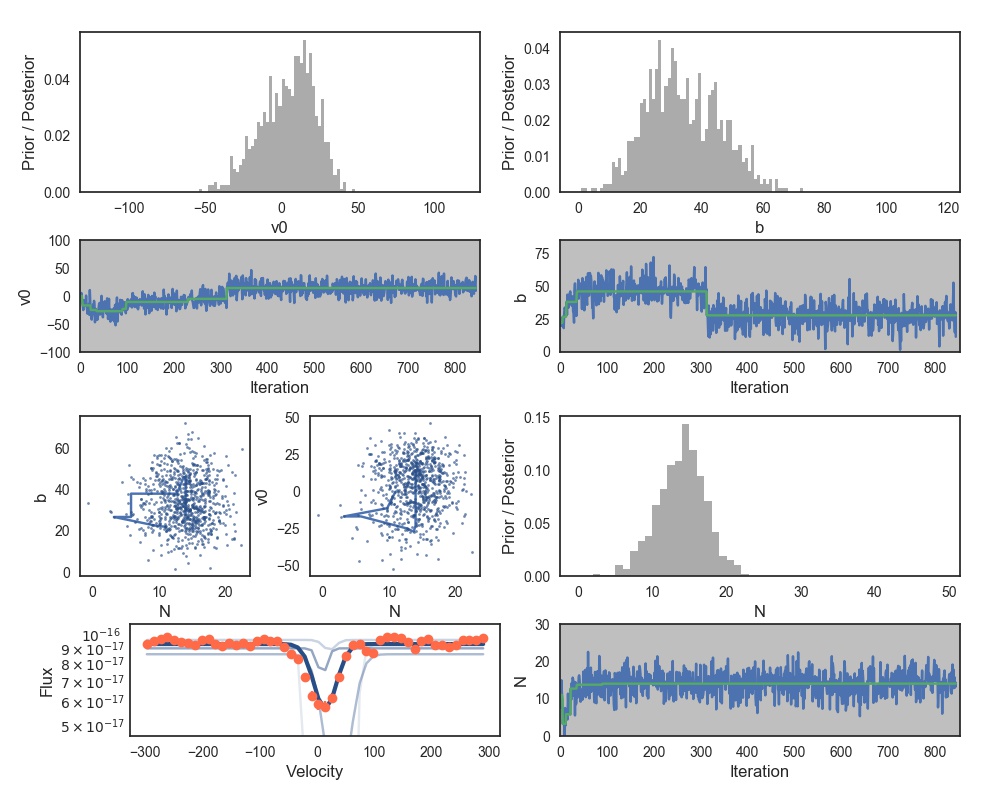 0.04
0.02
0.00
Prior / Posterior
−100 −50 0 50 100
v0
0.04
0.03
0.02
0.01
0.00
Prior / Posterior
0 20 40 60 80 100 120
b
100
50
0
−50
−100
v0
0 100 200 300 400 500 600 700 800
Iteration
75
50
25
0
b
0 100 200 300 400 500 600 700 800
Iteration
60
40
20
0
b
0 10 20
N
50
25
0
−25
−50
v0
0 10 20
N
0.15
0.10
0.05
0.00
Prior / Posterior
0 10 20 30 40 50
N
10⁻¹⁶
9 × 10⁻¹⁷
8 × 10⁻¹⁷
7 × 10⁻¹⁷
6 × 10⁻¹⁷
5 × 10⁻¹⁷
Flux
−300 −200 −100 0 100 200 300
Velocity
30
20
10
0
N
0 100 200 300 400 500 600 700 800
Iteration